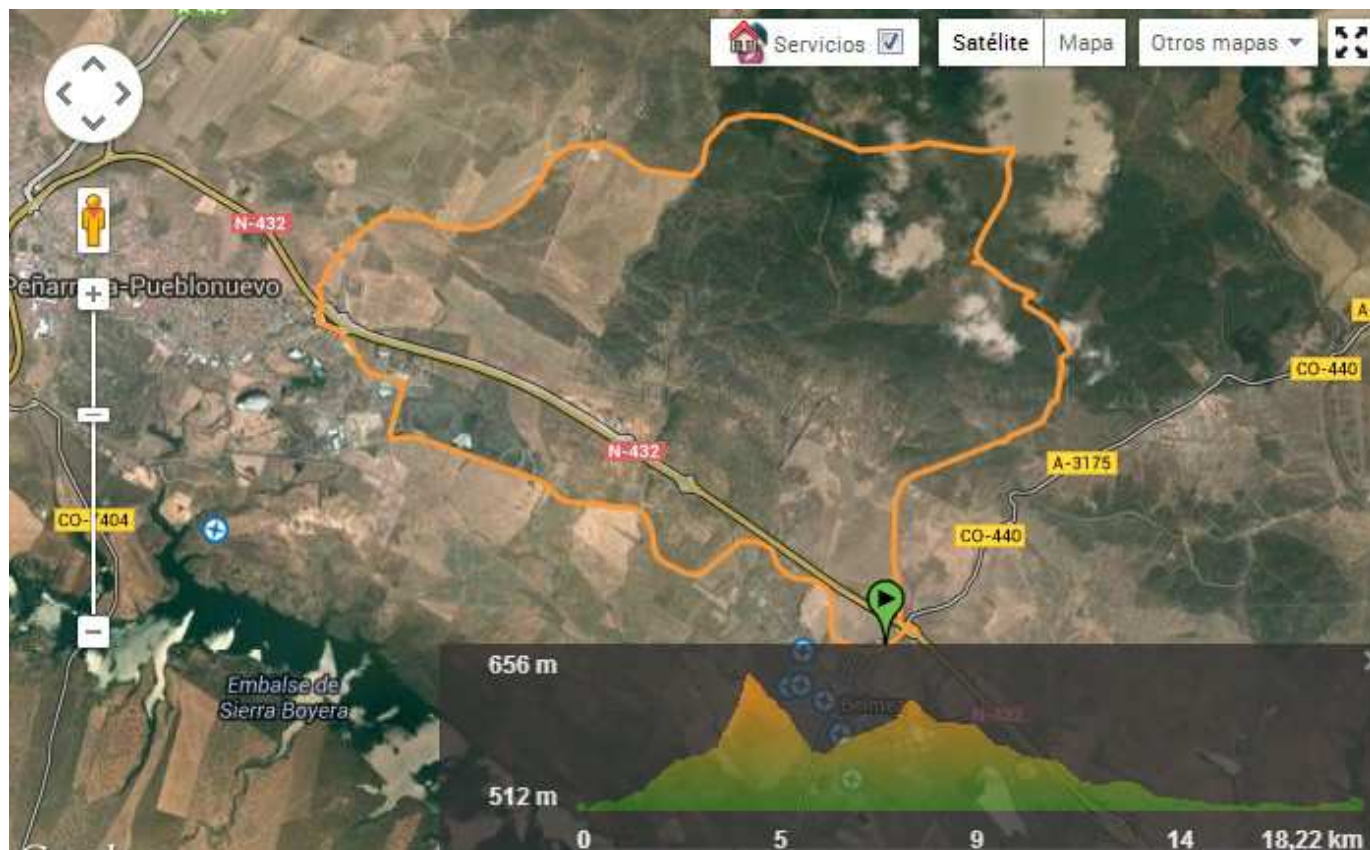 Servicios
Satélite
Mapa
Otros mapas
N-432
Pueblonuevo
CO-440
A-3175
N-432
CO-440
Embalse de
Sierra Boyera
656 m
N-432
512 m
0
5
9
14
18,22 km